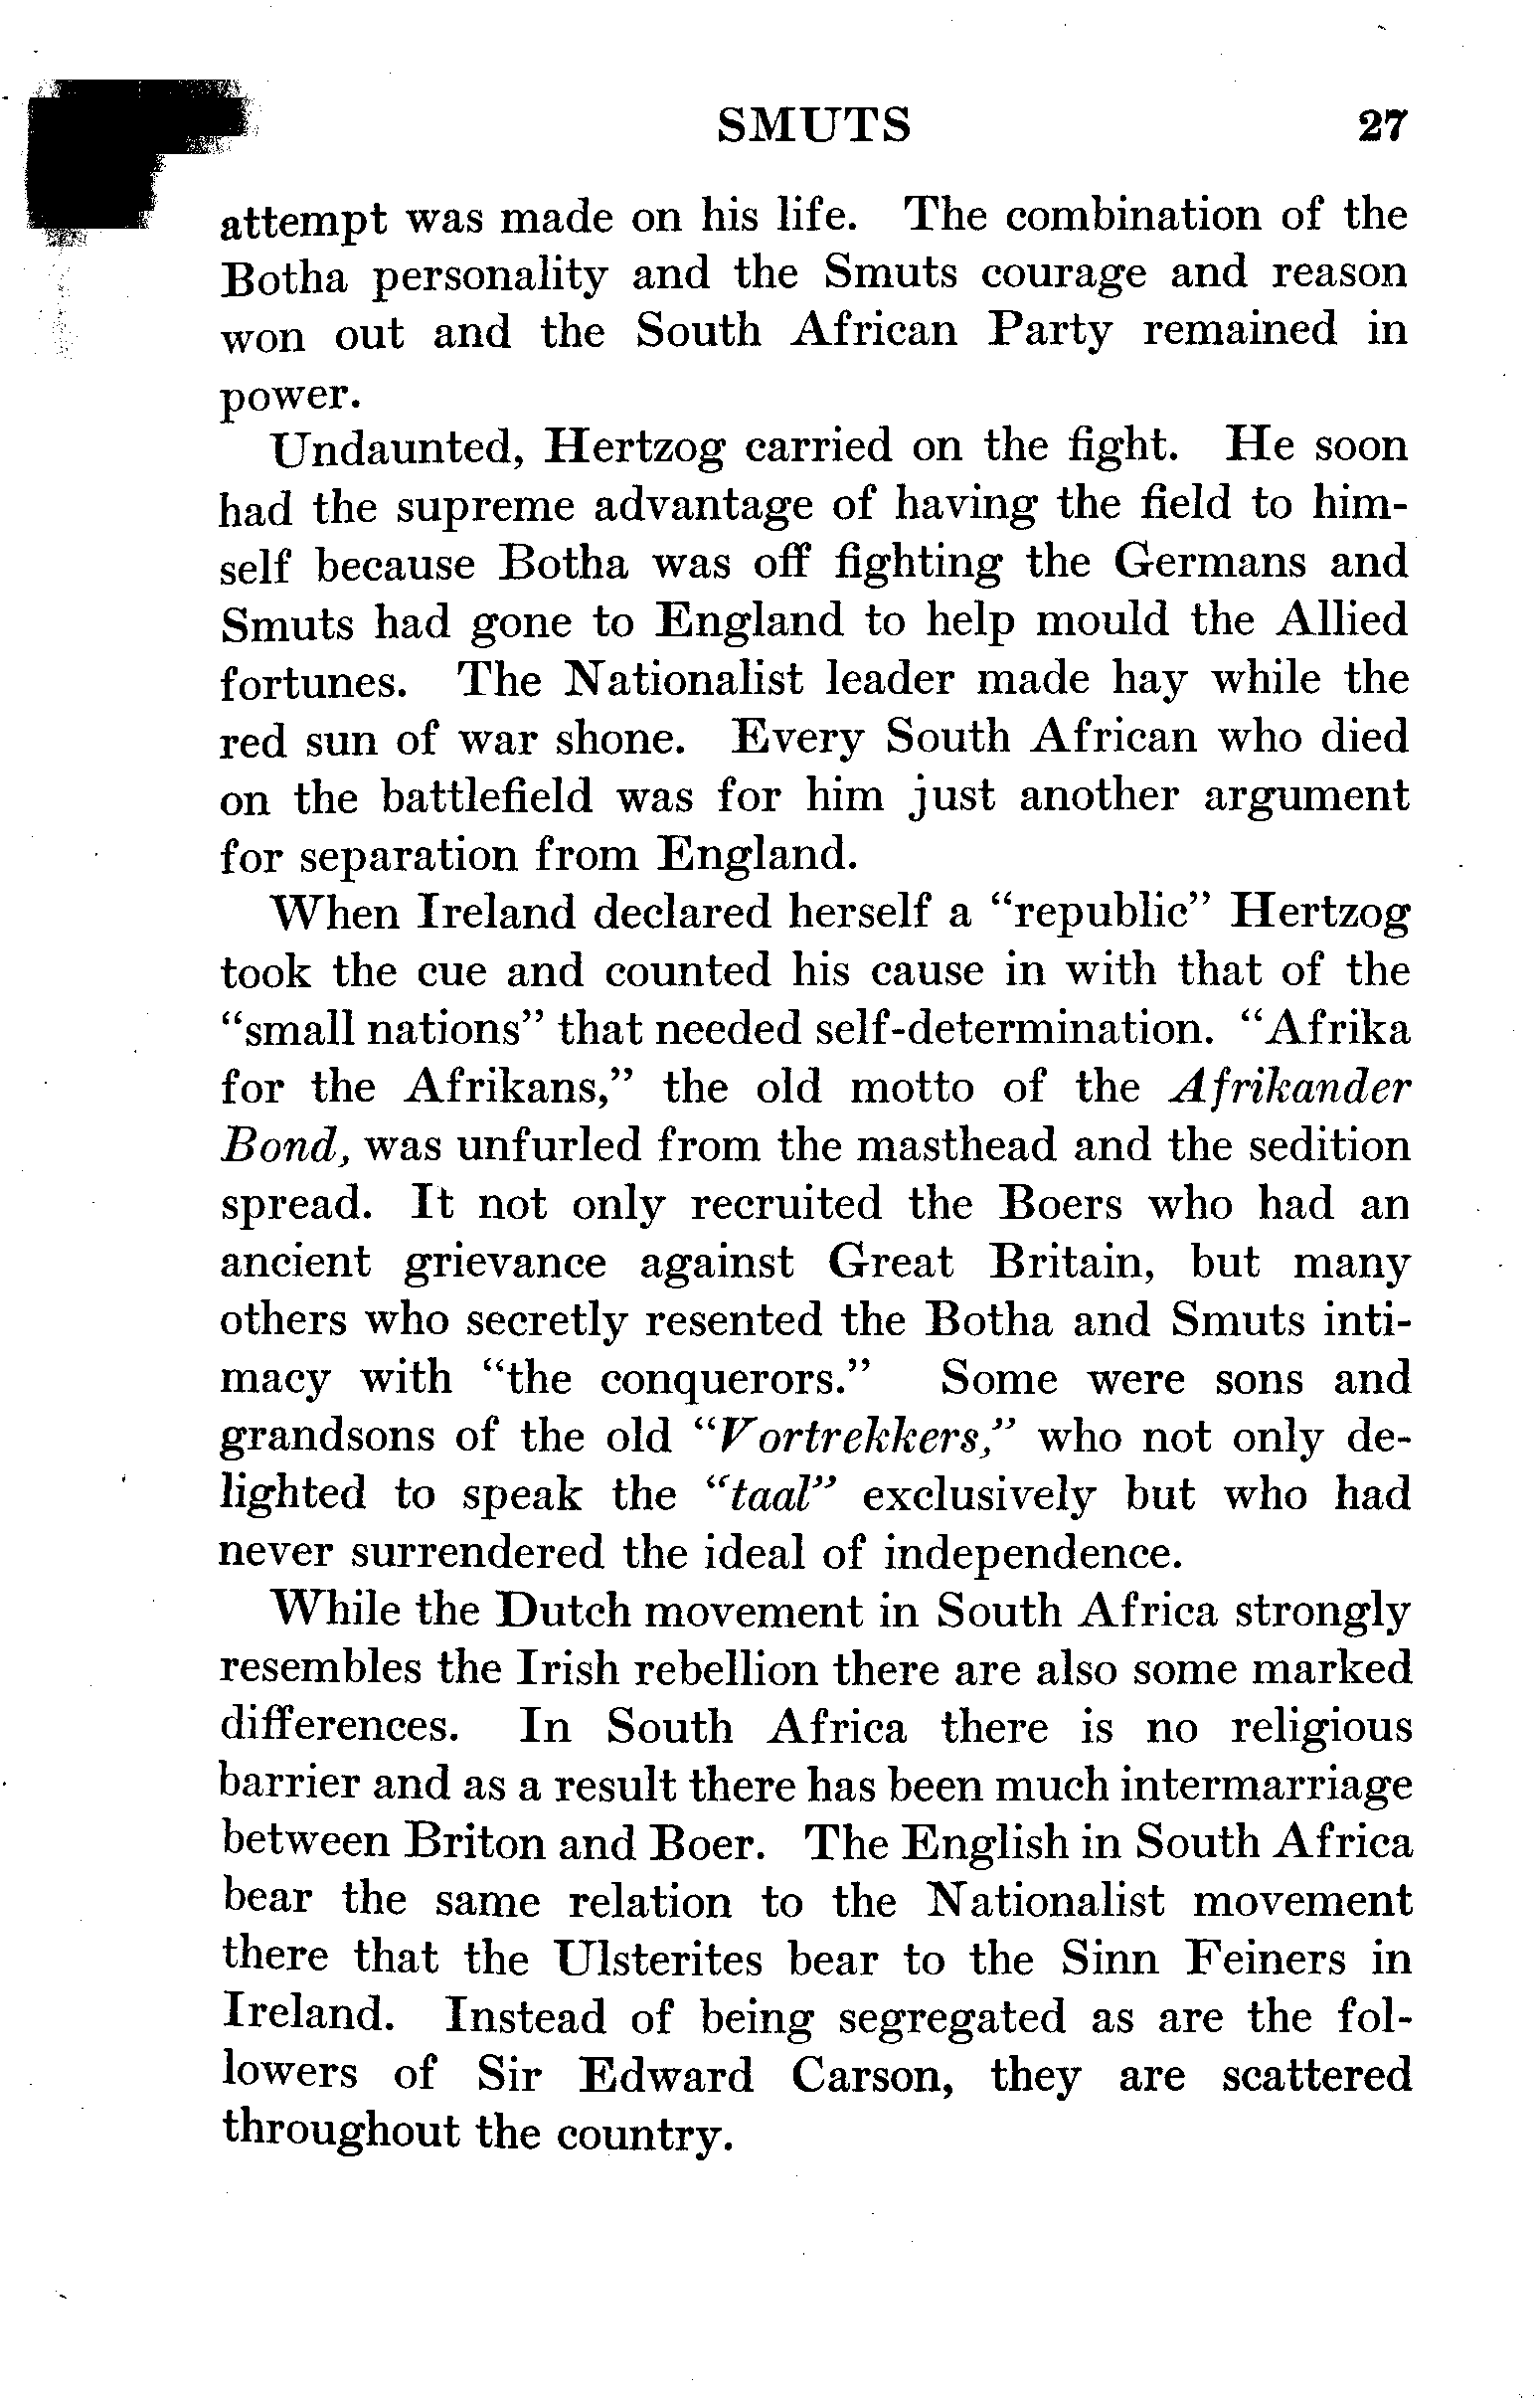 SMUTS 27
attempt was made on his life. The combination of the
Botha personality and the Smuts courage and reason
won out and the South African Party remained in
power.
Undaunted, Hertzog carried on the fight. He soon
had the supreme advantage of having the field to him-
self because Botha was off fighting the Germans and
Smuts had gone to England to help mould the Allied
fortunes. The Nationalist leader made hay while the
red sun of war shone. Every South African who died
on the battlefield was for him just another argument
for separation from England.
When Ireland declared herself a “republic” Hertzog
took the cue and counted his cause in with that of the
“small nations” that needed self-determination. “Afrika
for the Afrikans,” the old motto of the Afrikander
Bond, was unfurled from the masthead and the sedition
spread. It not only recruited the Boers who had an
ancient grievance against Great Britain, but many
others who secretly resented the Botha and Smuts inti-
macy with “the conquerors.” Some were sons and
grandsons of the old “Vortrekkers,” who not only de-
lighted to speak the “taal” exclusively but who had
never surrendered the ideal of independence.
While the Dutch movement in South Africa strongly
resembles the Irish rebellion there are also some marked
differences. In South Africa there is no religious
barrier and as a result there has been much intermarriage
between Briton and Boer. The English in South Africa
bear the same relation to the Nationalist movement
there that the Ulsterites bear to the Sinn Feiners in
Ireland. Instead of being segregated as are the fol-
lowers of Sir Edward Carson, they are scattered
throughout the country.